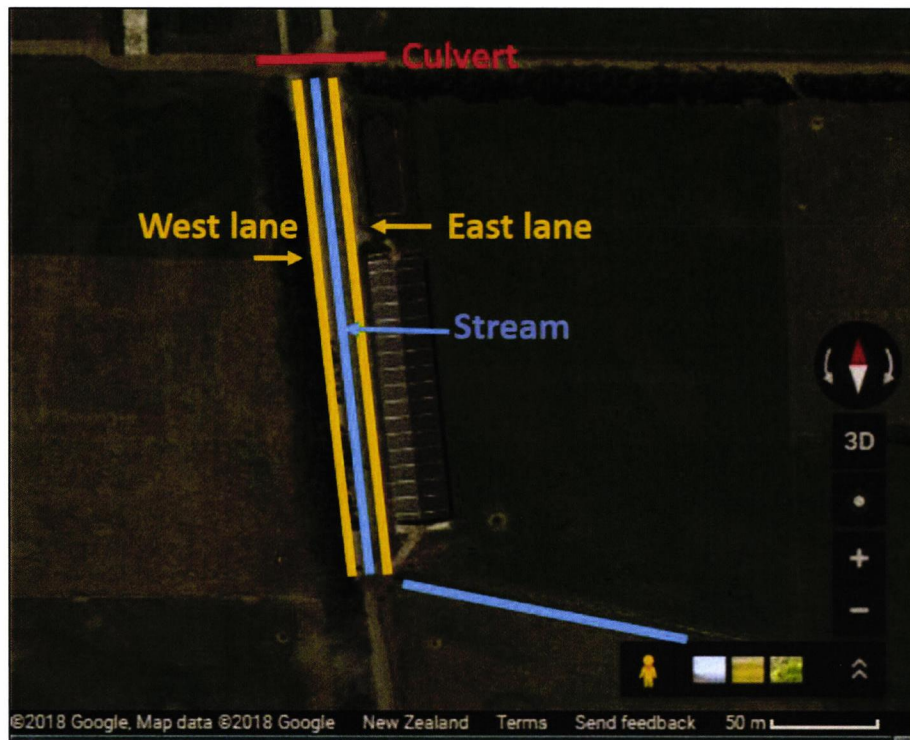 Culvert
West lane
East lane
Stream
3D
©2018 Google, Map data ©2018 Google New Zealand Terms Send feedback 50 m